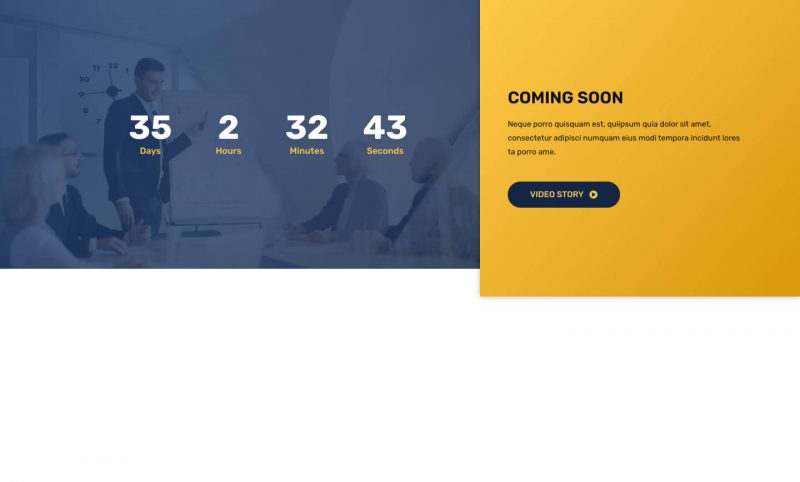 35 2 32 43
Days Hours Minutes Seconds
COMING SOON
Neque porro quisquam est, quiipsum quia dolor sit amet,
consectetur adipisci numquam eius modi tempora incidunt lores
ta porro ame.
VIDEO STORY